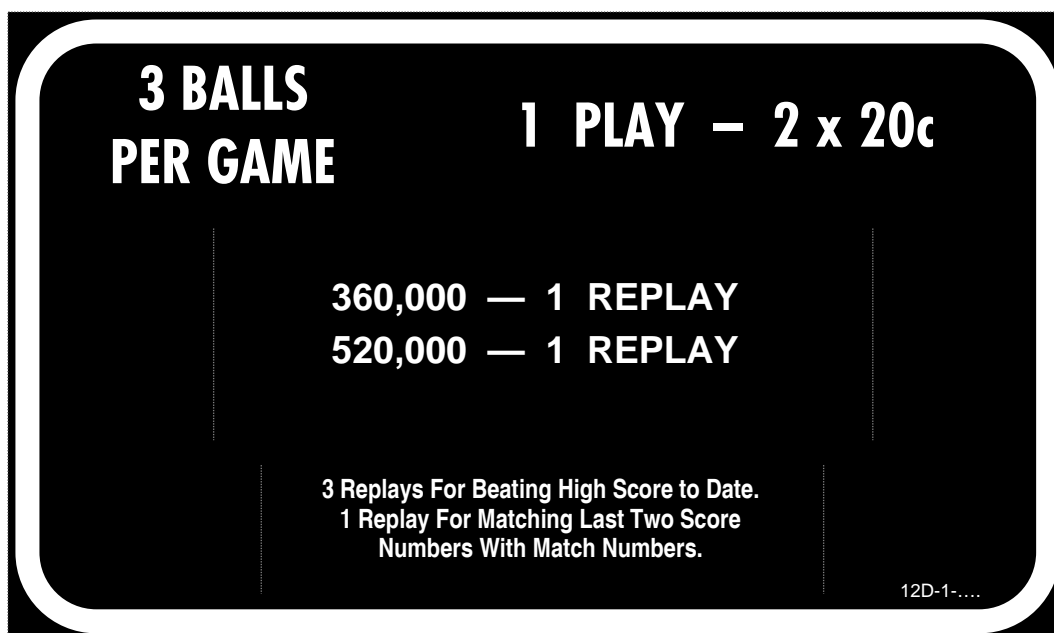 3 BALLS
PER GAME
1 PLAY – 2 x 20c
360,000 — 1 REPLAY
520,000 — 1 REPLAY
3 Replays For Beating High Score to Date.
1 Replay For Matching Last Two Score
Numbers With Match Numbers.
12D-1-....